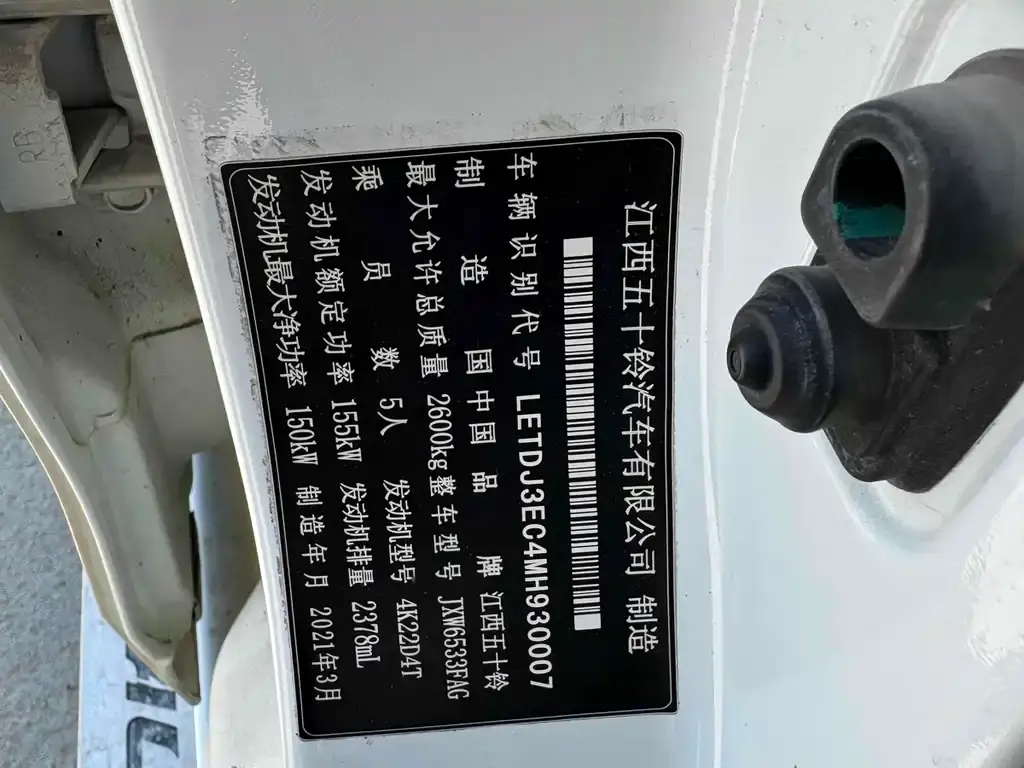 江西五十铃汽车有限公司 制造
车辆识别代号 LETDJ3EC4MH930007
制造国 中国 品牌 江西五十铃
最大允许总质量 2600kg 整车型号 JXW6533FAG
乘员数 5人 发动机型号 4K22D4T
发动机额定功率 155kW 发动机排量 2378mL
发动机最大净功率 150kW 制造年月 2021年3月